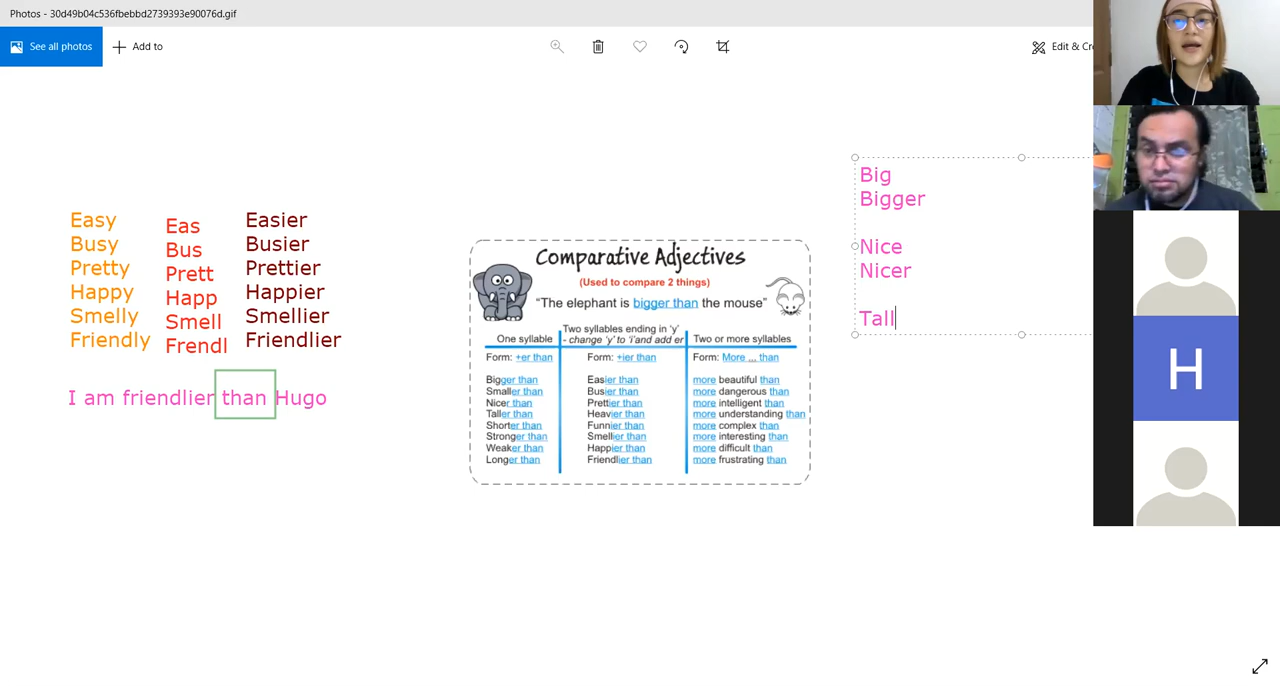 Photos - 30d49b04c536fbebbd2739393e90076d.gif
See all photos
Add to
Edit & Cr
Easy
Busy
Pretty
Happy
Smelly
Friendly
Eas
Bus
Prett
Happ
Smell
Frendl
Easier
Busier
Prettier
Happier
Smellier
Friendlier
I am friendlier than Hugo
Comparative Adjectives
(Used to compare 2 things)
"The elephant is bigger than the mouse"
One syllable
Form: +er than
Bigger than
Smaller than
Nicer than
Taller than
Shorter than
Stronger than
Weaker than
Longer than
Two syllables ending in 'y'
- change 'y' to 'i'and add er
Form: +ier than
Easier than
Busier than
Prettier than
Heavier than
Funnier than
Smellier than
Happier than
Friendlier than
Two or more syllables
Form: More ... than
more beautiful than
more dangerous than
more intelligent than
more understanding than
more complex than
more interesting than
more difficult than
more frustrating than
Big
Bigger
Nice
Nicer
Tall
H